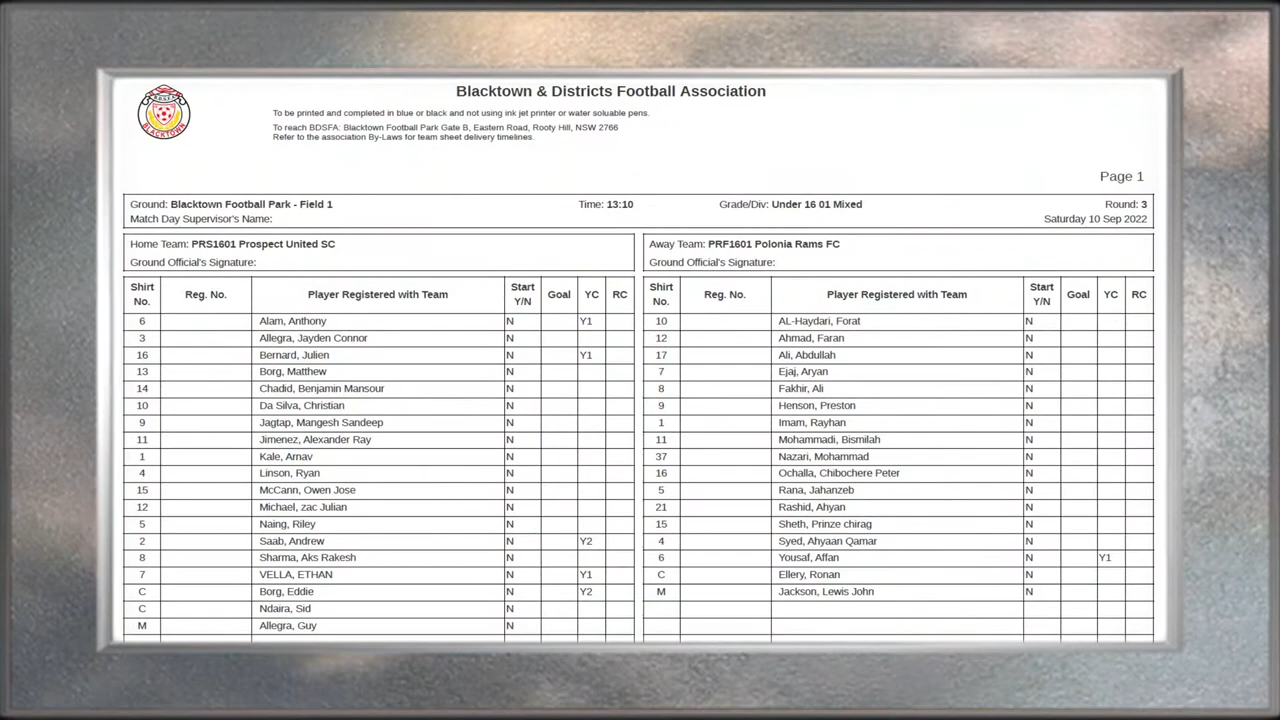 BLACKTOWN
Blacktown & Districts Football Association
To be printed and completed in blue or black and not using ink jet printer or water soluable pens.
To reach BDSFA: Blacktown Football Park Gate B, Eastern Road, Rooty Hill, NSW 2766
Refer to the association By-Laws for team sheet delivery timelines.
Page 1
Ground: Blacktown Football Park - Field 1 Time: 13:10 Grade/Div: Under 16 01 Mixed Round: 3
Match Day Supervisor's Name: Saturday 10 Sep 2022
Home Team: PRS1601 Prospect United SC
Ground Official's Signature:
Shirt No. Reg. No. Player Registered with Team Start Y/N Goal YC RC
6 Alam, Anthony N Y1
3 Allegra, Jayden Connor N
16 Bernard, Julien N Y1
13 Borg, Matthew N
14 Chadid, Benjamin Mansour N
10 Da Silva, Christian N
9 Jagtap, Mangesh Sandeep N
11 Jimenez, Alexander Ray N
1 Kale, Arnav N
4 Linson, Ryan N
15 McCann, Owen Jose N
12 Michael, zac Julian N
5 Naing, Riley N
2 Saab, Andrew N Y2
8 Sharma, Aks Rakesh N
7 VELLA, ETHAN N Y1
C Borg, Eddie N Y2
C Ndaira, Sid N
M Allegra, Guy N
Away Team: PRF1601 Polonia Rams FC
Ground Official's Signature:
Shirt No. Reg. No. Player Registered with Team Start Y/N Goal YC RC
10 AL-Haydari, Forat N
12 Ahmad, Faran N
17 Ali, Abdullah N
7 Ejaj, Aryan N
8 Fakhir, Ali N
9 Henson, Preston N
1 Imam, Rayhan N
11 Mohammadi, Bismilah N
37 Nazari, Mohammad N
16 Ochalla, Chibochere Peter N
5 Rana, Jahanzeb N
21 Rashid, Ahyan N
15 Sheth, Prinze chirag N
4 Syed, Ahyaan Qamar N
6 Yousaf, Affan N Y1
C Ellery, Ronan N
M Jackson, Lewis John N